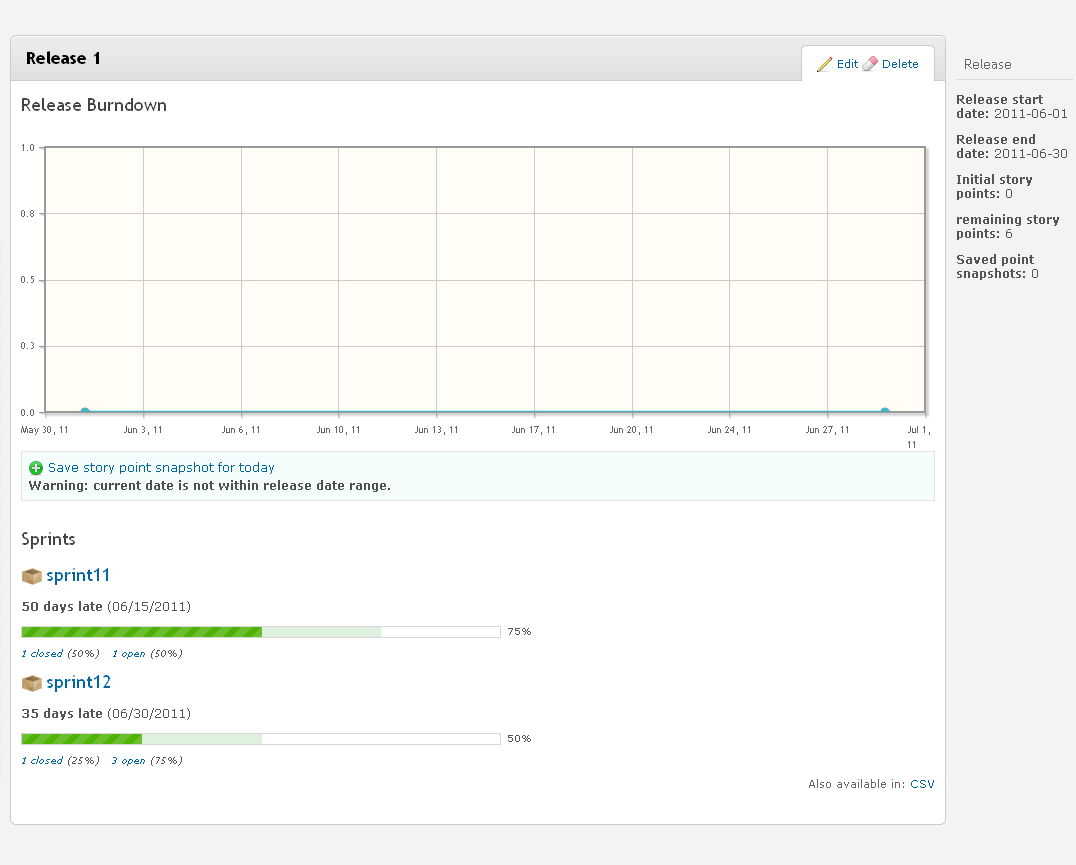 Release 1
Edit Delete
Release Burndown
1.0
0.8
0.5
0.3
0.0
May 30, 11 Jun 3, 11 Jun 6, 11 Jun 10, 11 Jun 13, 11 Jun 17, 11 Jun 20, 11 Jun 24, 11 Jun 27, 11 Jul 1,
11
Save story point snapshot for today
Warning: current date is not within release date range.
Sprints
sprint11
50 days late (06/15/2011)
75%
1 closed (50%) 1 open (50%)
sprint12
35 days late (06/30/2011)
50%
1 closed (25%) 3 open (75%)
Also available in: CSV
Release
Release start
date: 2011-06-01
Release end
date: 2011-06-30
Initial story
points: 0
remaining story
points: 6
Saved point
snapshots: 0